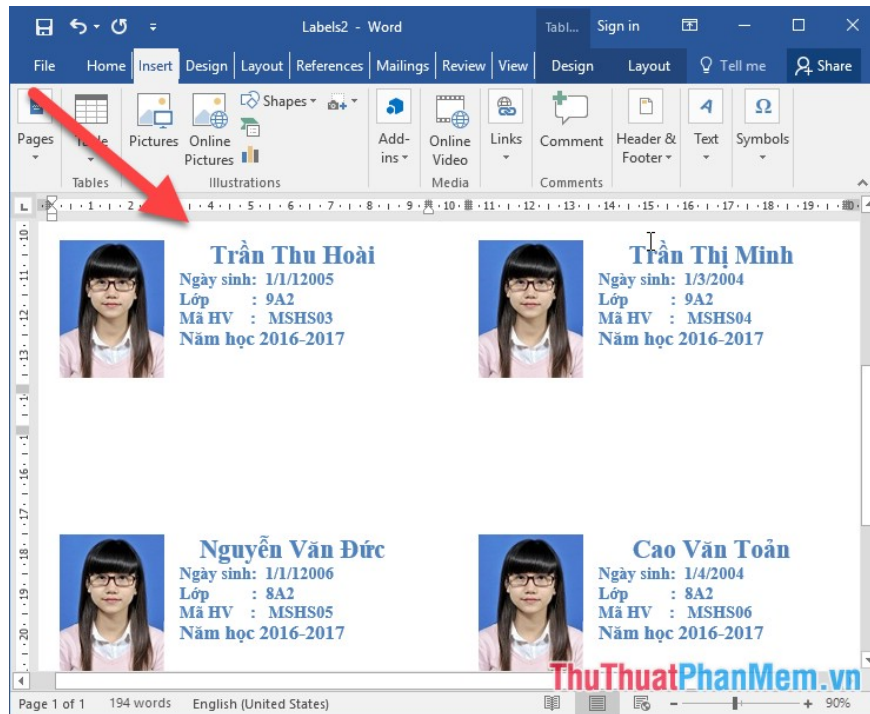 Labels2 - Word
Tabl...
Sign in
File
Home
Insert
Design
Layout
References
Mailings
Review
View
Design
Layout
Tell me
Share
Pages
Table
Pictures
Online Pictures
Shapes
Add-ins
Online Video
Links
Comment
Header & Footer
Text
Symbols
Tables
Illustrations
Media
Comments
Trần Thu Hoài
Ngày sinh: 1/1/12005
Lớp : 9A2
Mã HV : MSHS03
Năm học 2016-2017
Trần Thị Minh
Ngày sinh: 1/3/2004
Lớp : 9A2
Mã HV : MSHS04
Năm học 2016-2017
Nguyễn Văn Đức
Ngày sinh: 1/1/12006
Lớp : 8A2
Mã HV : MSHS05
Năm học 2016-2017
Cao Văn Toản
Ngày sinh: 1/4/2004
Lớp : 8A2
Mã HV : MSHS06
Năm học 2016-2017
ThuThuatPhanMem.vn
Page 1 of 1
194 words
English (United States)
90%